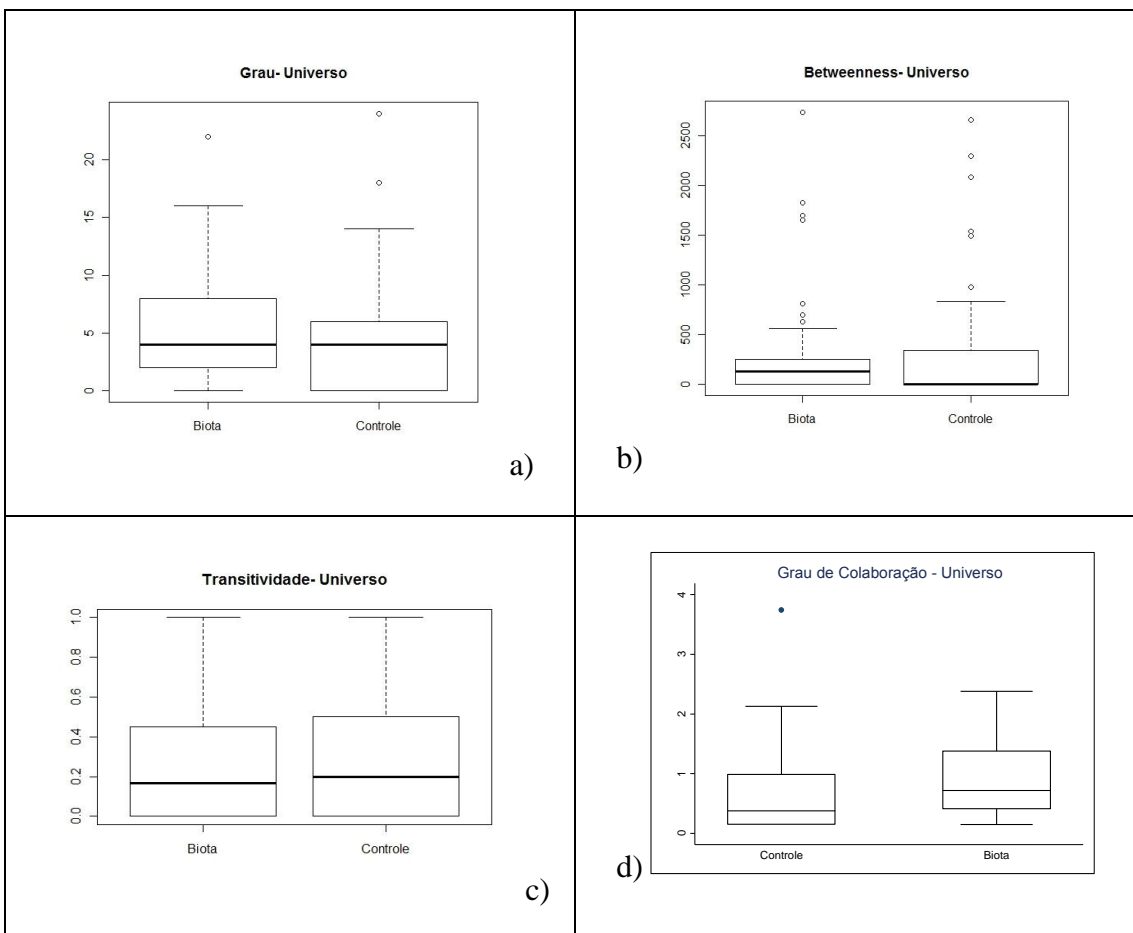 Grau- Universo
20
15
10
5
0
Biota Controle
a)
Betweenness- Universo
2500
2000
1500
1000
500
0
Biota Controle
b)
Transitividade- Universo
1.0
0.8
0.6
0.4
0.2
0.0
Biota Controle
c)
Grau de Colaboração - Universo
4
3
2
1
0
Controle Biota
d)